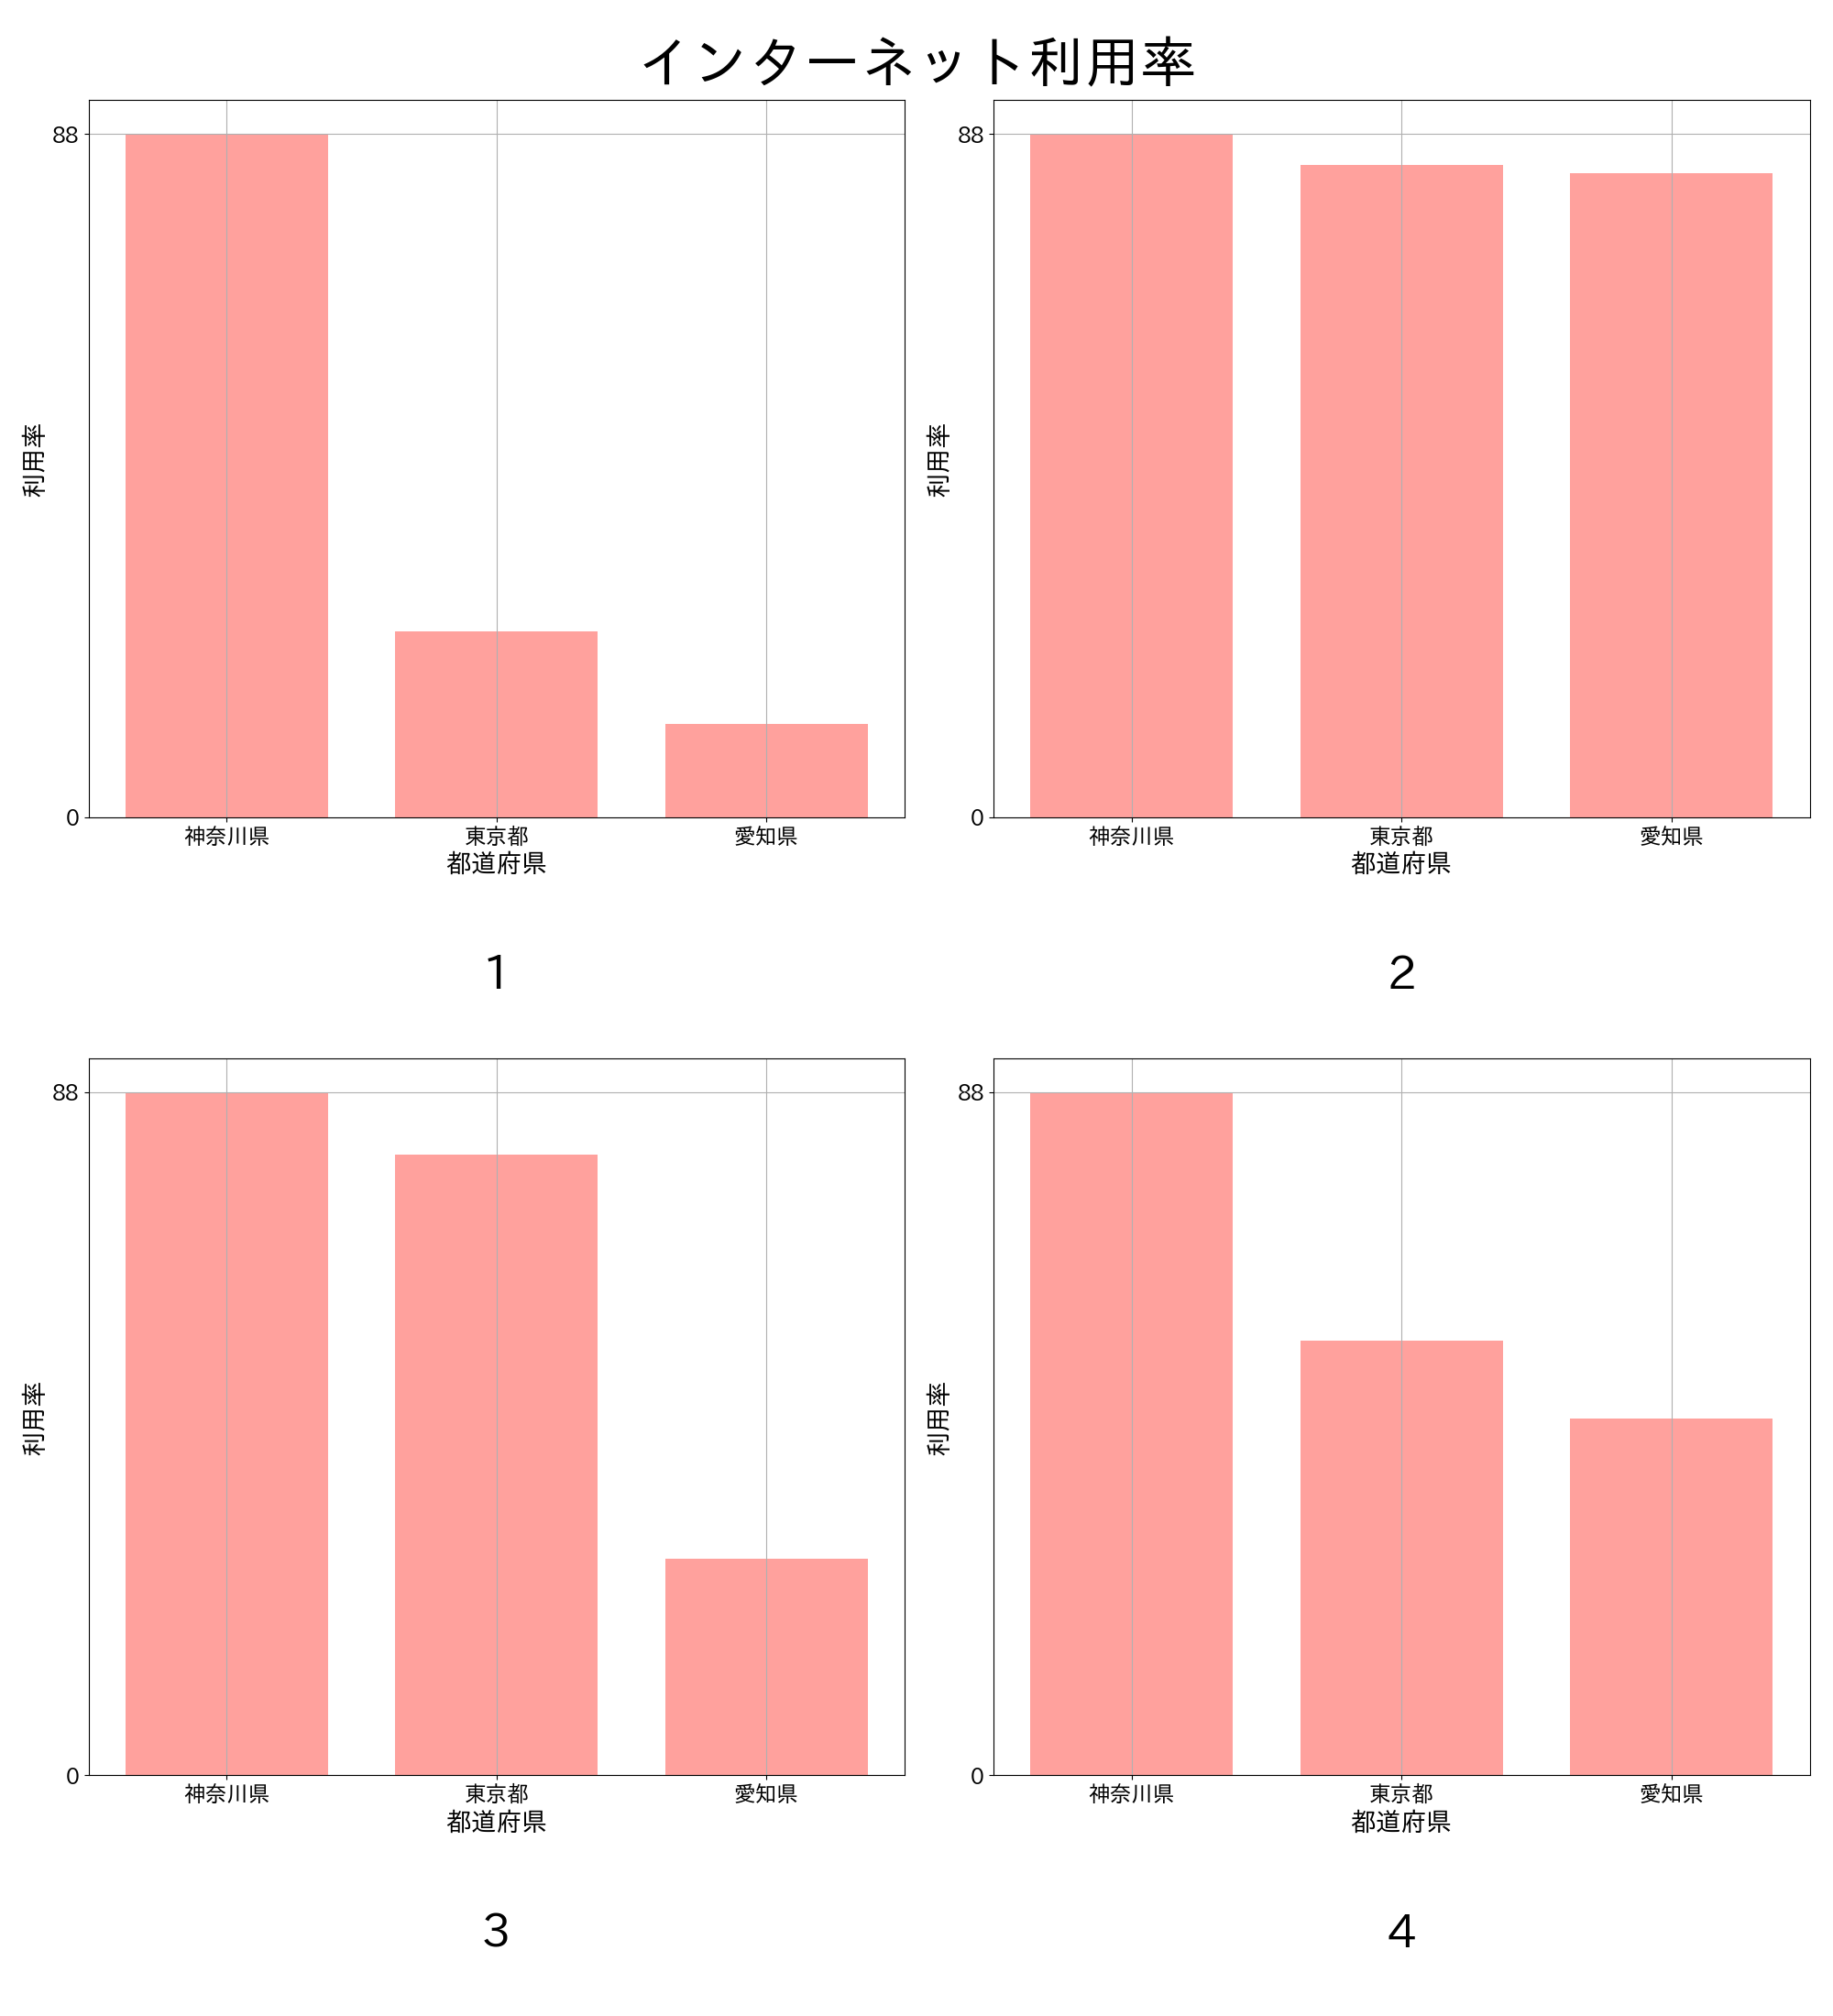 インターネット利用率
88
0
利用率
神奈川県 東京都 愛知県
都道府県
1
88
0
利用率
神奈川県 東京都 愛知県
都道府県
2
88
0
利用率
神奈川県 東京都 愛知県
都道府県
3
88
0
利用率
神奈川県 東京都 愛知県
都道府県
4